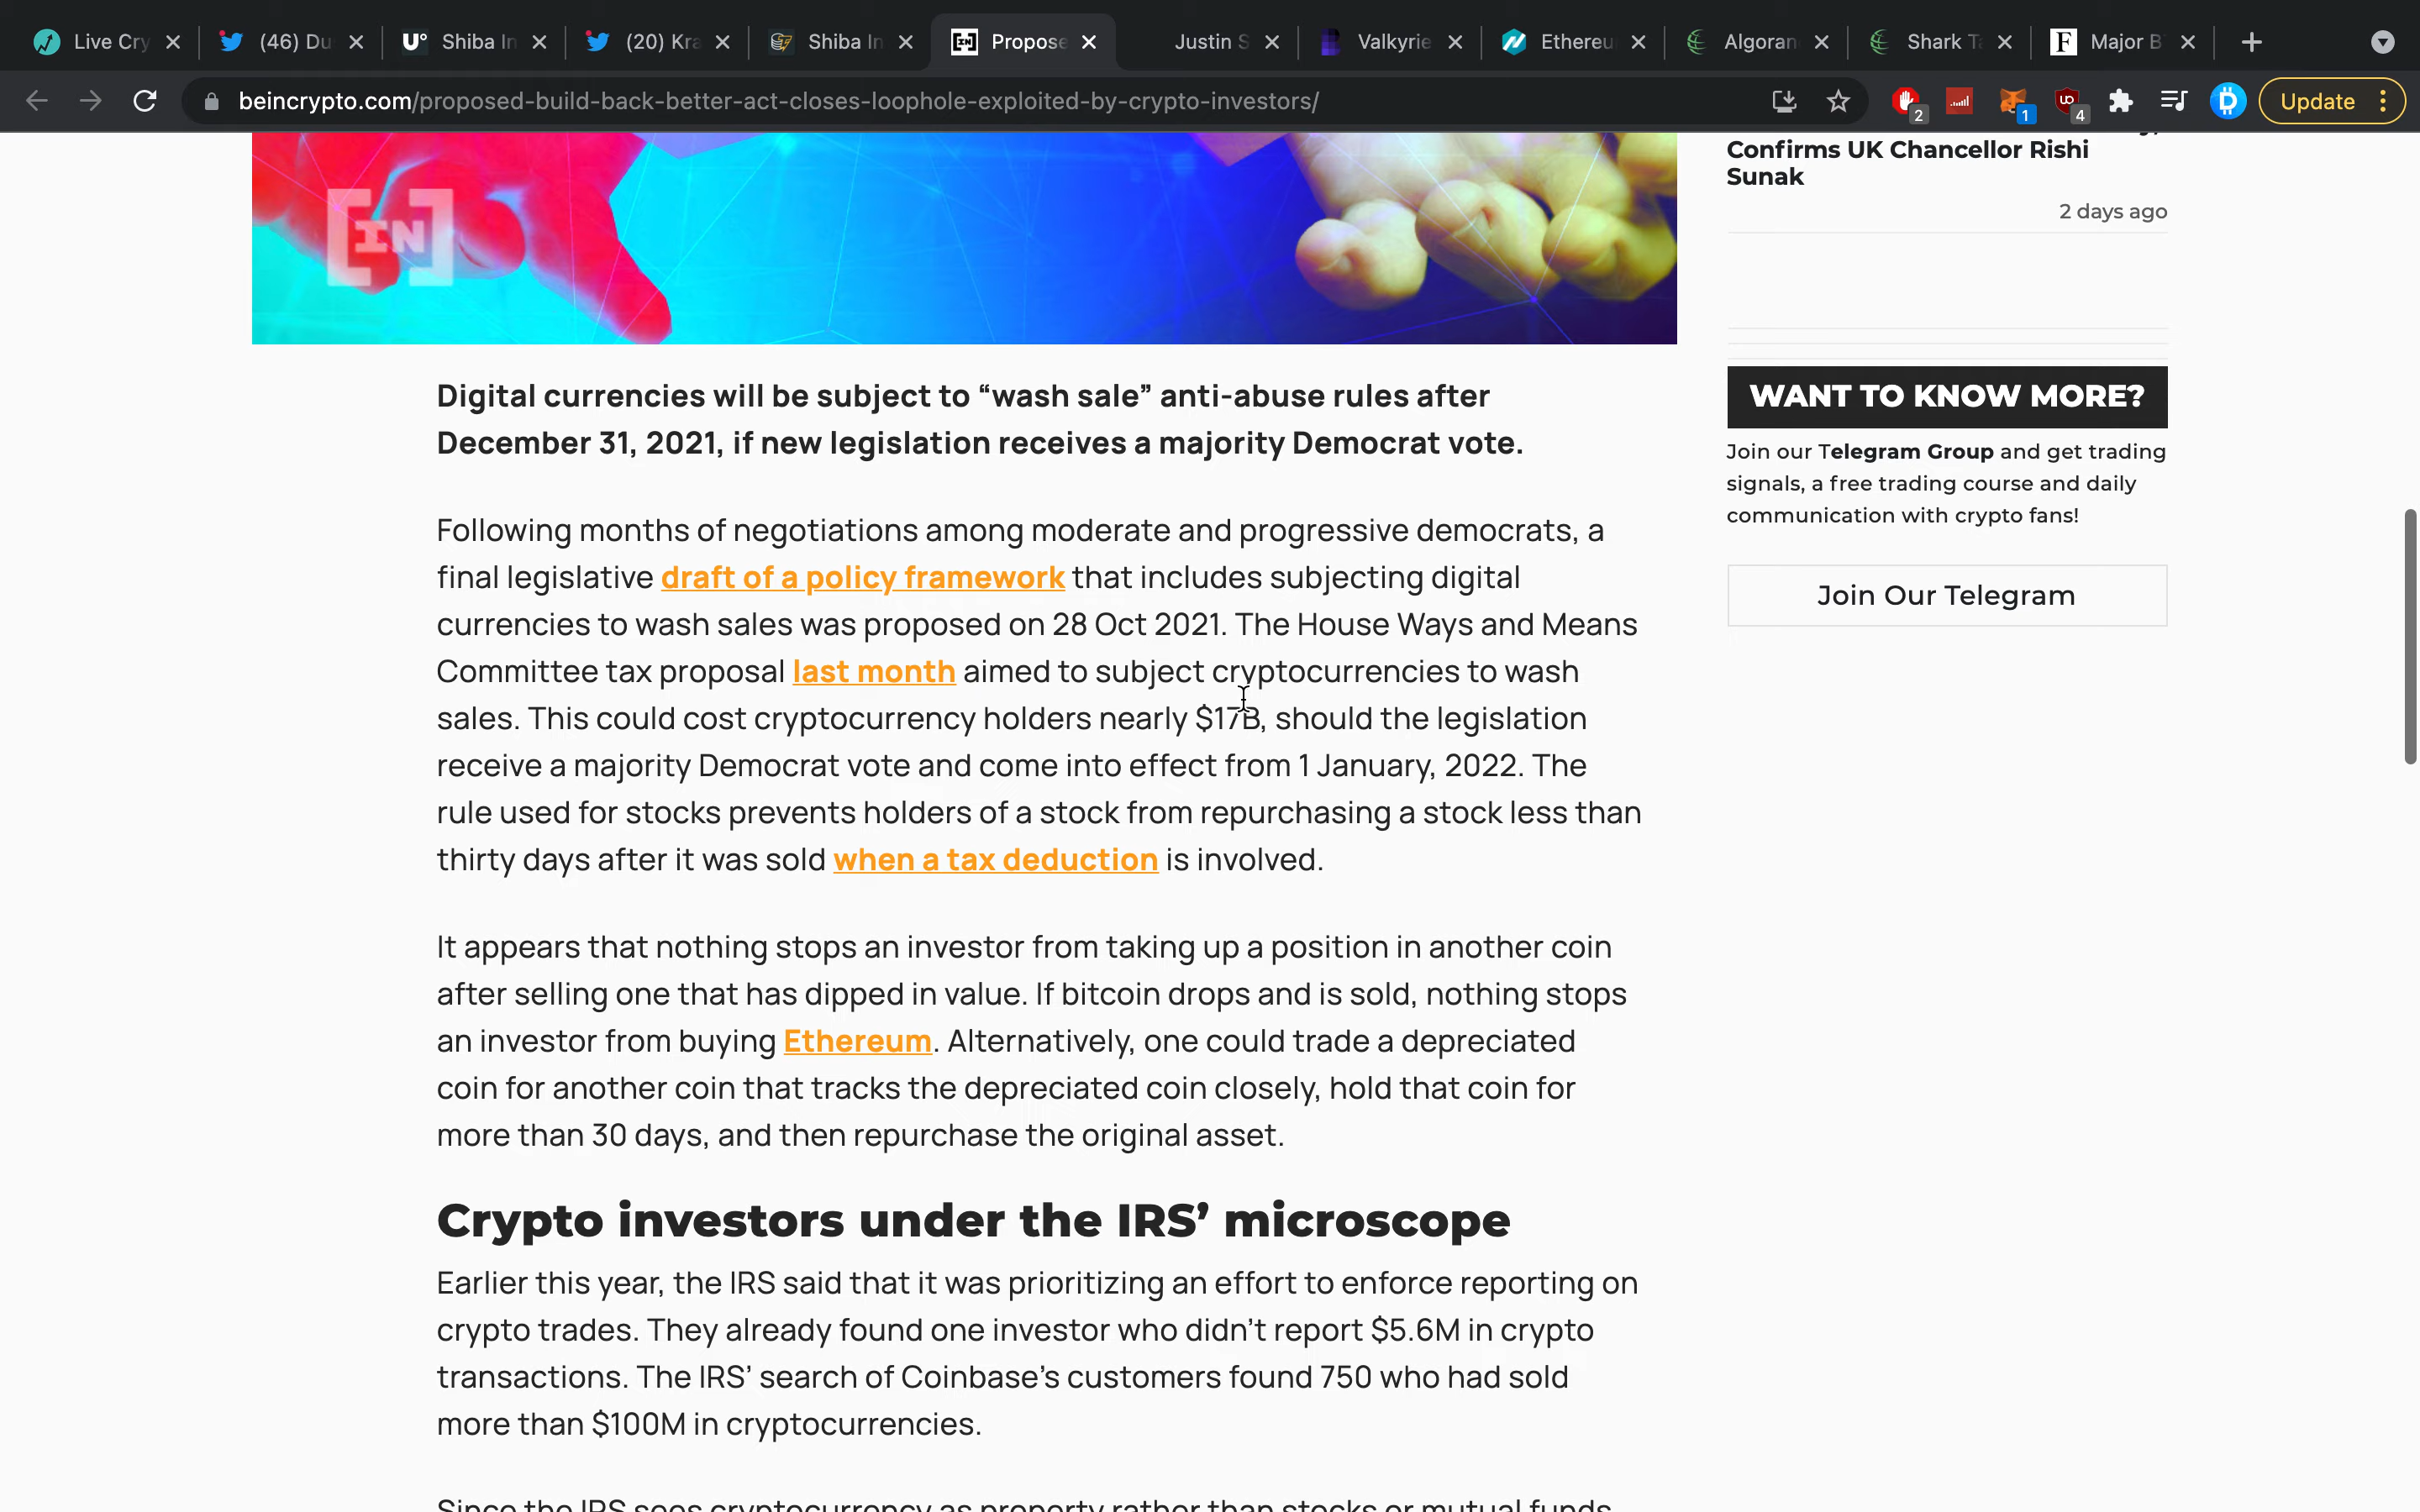 Live Cry
(46) Du
Shiba In
(20) Kra
Shiba In
Propose
Justin S
Valkyrie
Ethereu
Algoran
Shark Ta
Major B
beincrypto.com/proposed-build-back-better-act-closes-loophole-exploited-by-crypto-investors/
2
1
4
Update
[IN]
Digital currencies will be subject to “wash sale” anti-abuse rules after
December 31, 2021, if new legislation receives a majority Democrat vote.
Following months of negotiations among moderate and progressive democrats, a
final legislative draft of a policy framework that includes subjecting digital
currencies to wash sales was proposed on 28 Oct 2021. The House Ways and Means
Committee tax proposal last month aimed to subject cryptocurrencies to wash
sales. This could cost cryptocurrency holders nearly $17B, should the legislation
receive a majority Democrat vote and come into effect from 1 January, 2022. The
rule used for stocks prevents holders of a stock from repurchasing a stock less than
thirty days after it was sold when a tax deduction is involved.
It appears that nothing stops an investor from taking up a position in another coin
after selling one that has dipped in value. If bitcoin drops and is sold, nothing stops
an investor from buying Ethereum. Alternatively, one could trade a depreciated
coin for another coin that tracks the depreciated coin closely, hold that coin for
more than 30 days, and then repurchase the original asset.
Crypto investors under the IRS’ microscope
Earlier this year, the IRS said that it was prioritizing an effort to enforce reporting on
crypto trades. They already found one investor who didn’t report $5.6M in crypto
transactions. The IRS’ search of Coinbase’s customers found 750 who had sold
more than $100M in cryptocurrencies.
Since the IRS sees cryptocurrency as property rather than stocks or mutual funds,
Confirms UK Chancellor Rishi
Sunak
2 days ago
WANT TO KNOW MORE?
Join our Telegram Group and get trading
signals, a free trading course and daily
communication with crypto fans!
Join Our Telegram